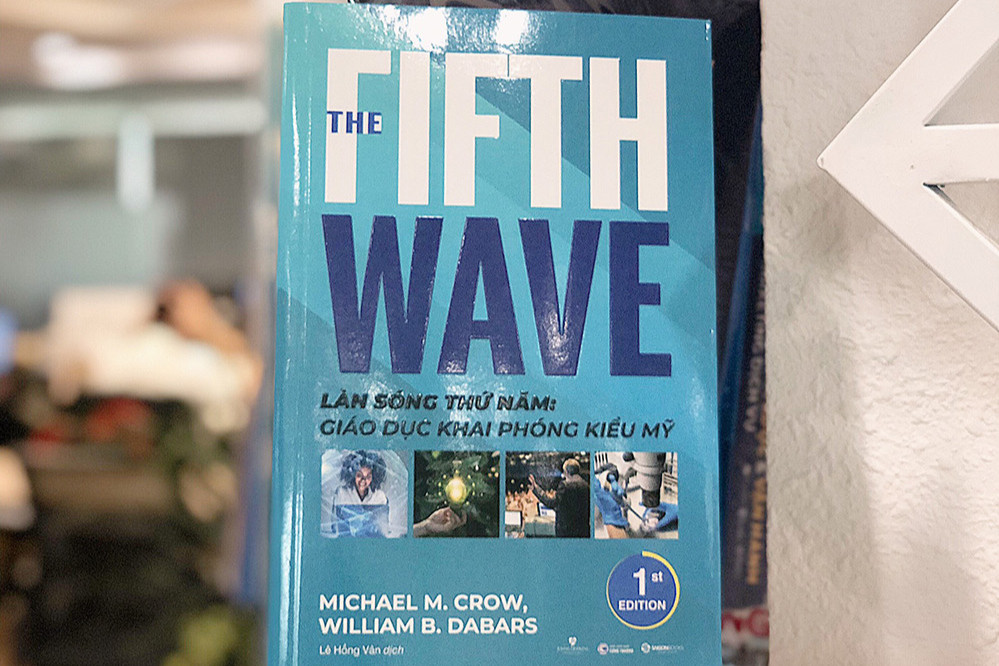 THE
FIFTH
WAVE
LÀN SÓNG THỨ NĂM:
GIÁO DỤC KHAI PHÓNG KIỂU MỸ
1st
EDITION
MICHAEL M. CROW,
WILLIAM B. DABARS
Lê Hồng Vân dịch
SAIGONBOOKS